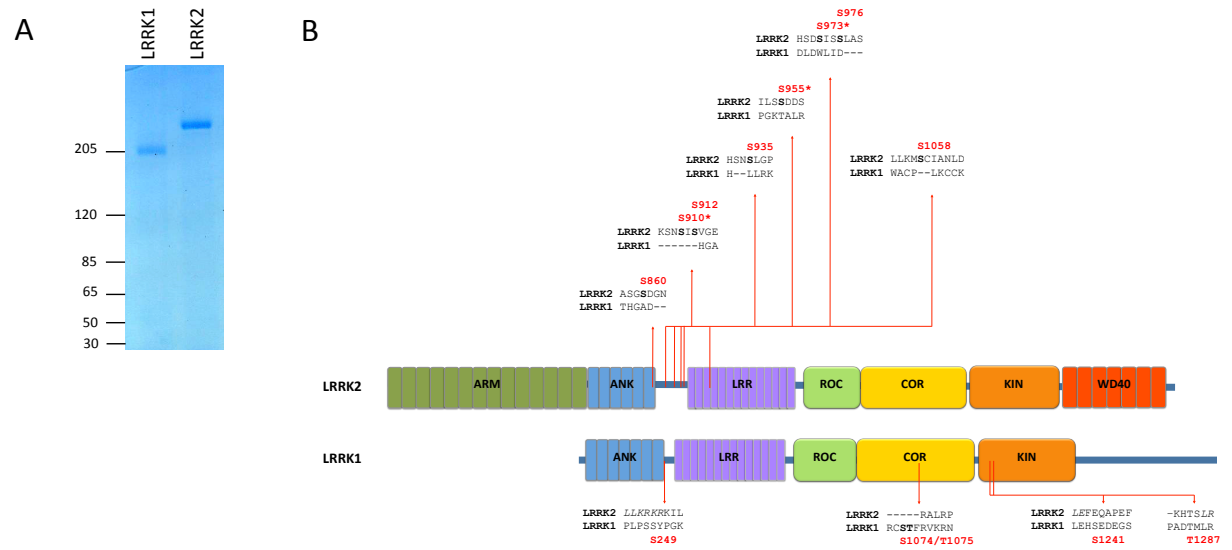 A
LRRK1
LRRK2
205
120
85
65
50
30
B
S976
S973*
LRRK2 HSDSISSLAS
LRRK1 DLDWLID---
S955*
LRRK2 ILSSDDS
LRRK1 PGKTALR
S935
LRRK2 HSNSLGP
LRRK1 H--LLRK
S1058
LRRK2 LLKMSCIANLD
LRRK1 WACP--LKCCK
S912
S910*
LRRK2 KSNSISVGE
LRRK1 ------HGA
S860
LRRK2 ASGSDGN
LRRK1 THGAD--
LRRK2 ARM ANK LRR ROC COR KIN WD40
LRRK1 ANK LRR ROC COR KIN
LRRK2 LLKRKRKIL
LRRK1 PLPSSYPGK
S249
LRRK2 -----RALRP
LRRK1 RCSTFRVKRN
S1074/T1075
LRRK2 LEFEQAPEF -KHTSLR
LRRK1 LEHSEDEGS PADTMLR
S1241 T1287